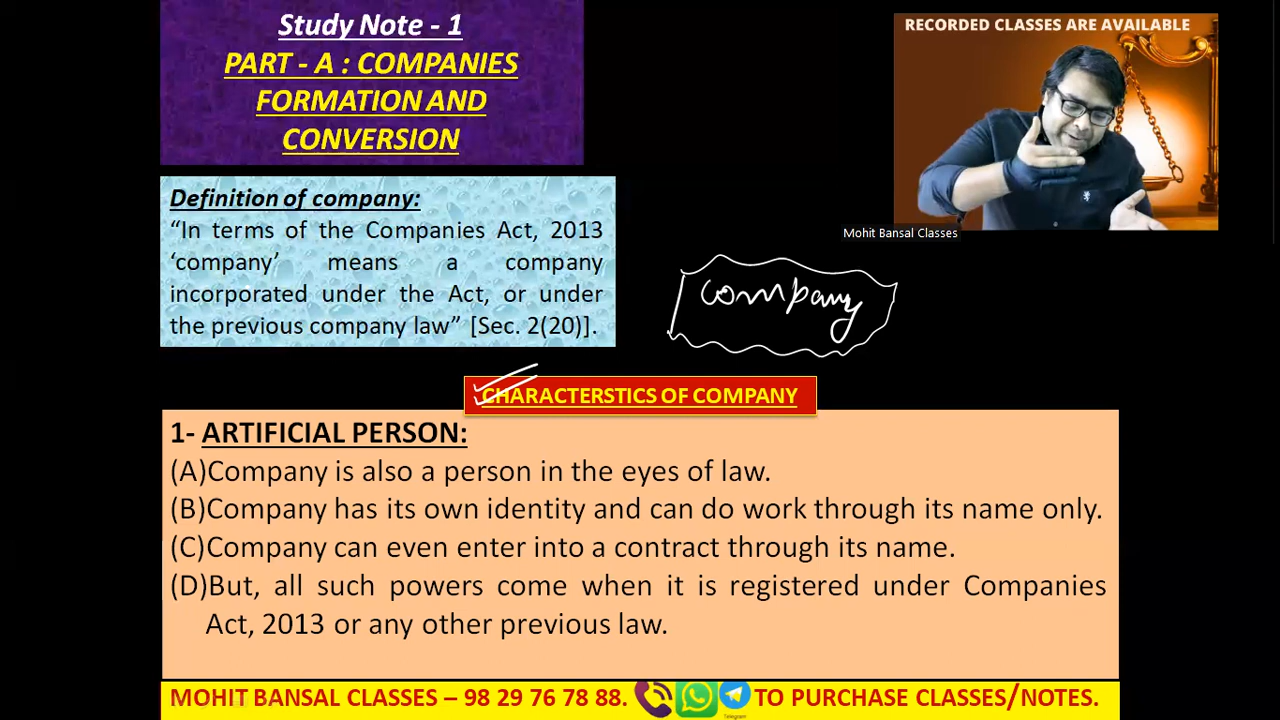 Study Note - 1
PART - A : COMPANIES
FORMATION AND
CONVERSION
RECORDED CLASSES ARE AVAILABLE
Mohit Bansal Classes
Definition of company:
“In terms of the Companies Act, 2013
‘company’ means a company
incorporated under the Act, or under
the previous company law” [Sec. 2(20)].
company
CHARACTERSTICS OF COMPANY
1- ARTIFICIAL PERSON:
(A)Company is also a person in the eyes of law.
(B)Company has its own identity and can do work through its name only.
(C)Company can even enter into a contract through its name.
(D)But, all such powers come when it is registered under Companies
Act, 2013 or any other previous law.
MOHIT BANSAL CLASSES – 98 29 76 78 88. TO PURCHASE CLASSES/NOTES.
Telegram